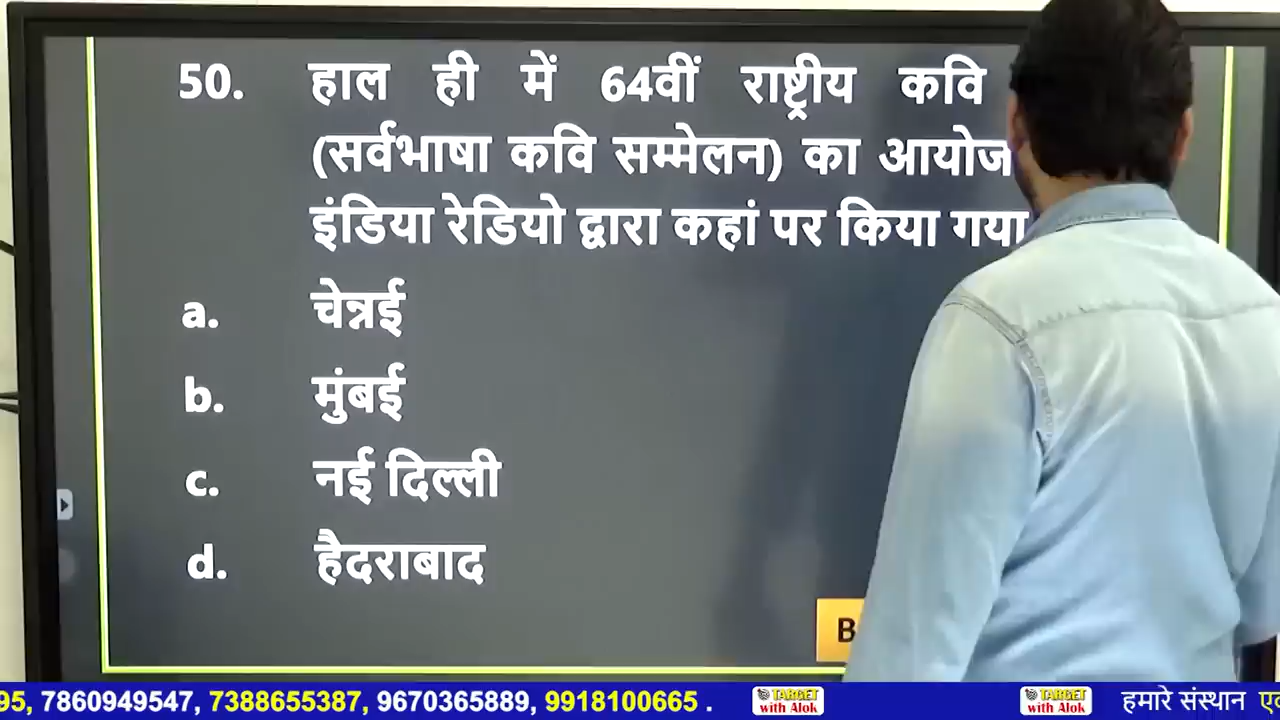 50. हाल ही में 64वीं राष्ट्रीय कवि
(सर्वभाषा कवि सम्मेलन) का आयोज
इंडिया रेडियो द्वारा कहां पर किया गया
a. चेन्नई
b. मुंबई
c. नई दिल्ली
d. हैदराबाद
B
95, 7860949547, 7388655387, 9670365889, 9918100665 .
TARGET
with Alok
TARGET
with Alok
हमारे संस्थान